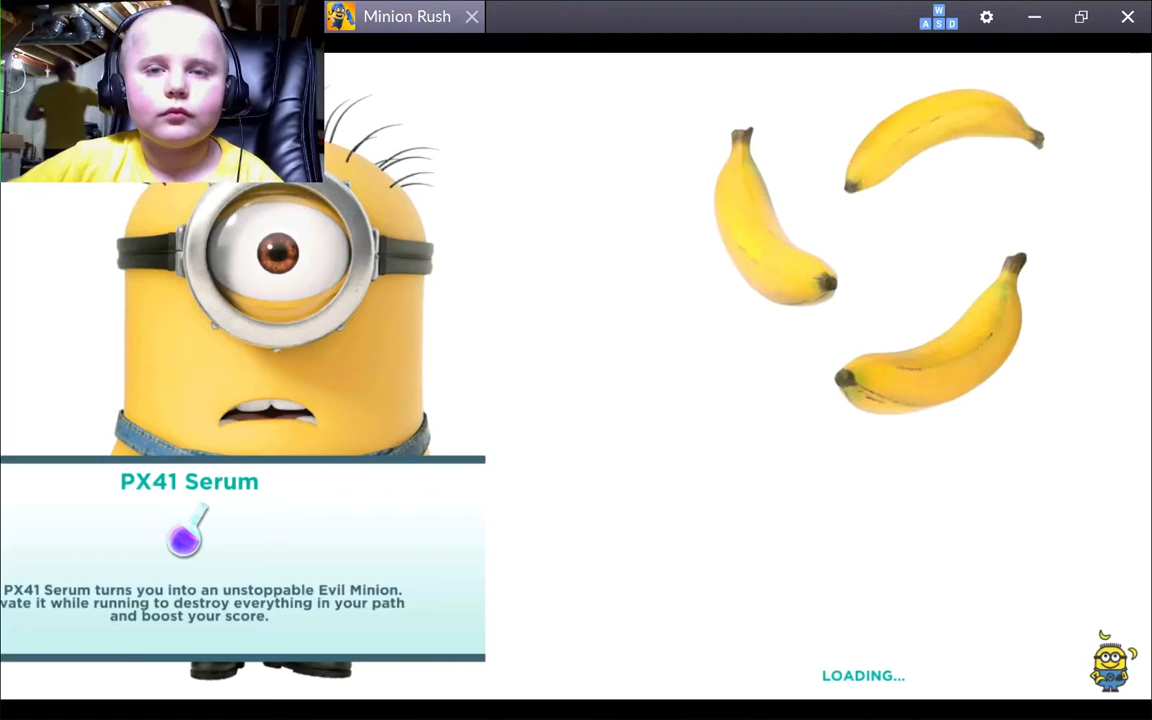 Minion Rush
W
A S D
PX41 Serum
PX41 Serum turns you into an unstoppable Evil Minion.
vate it while running to destroy everything in your path
and boost your score.
LOADING...